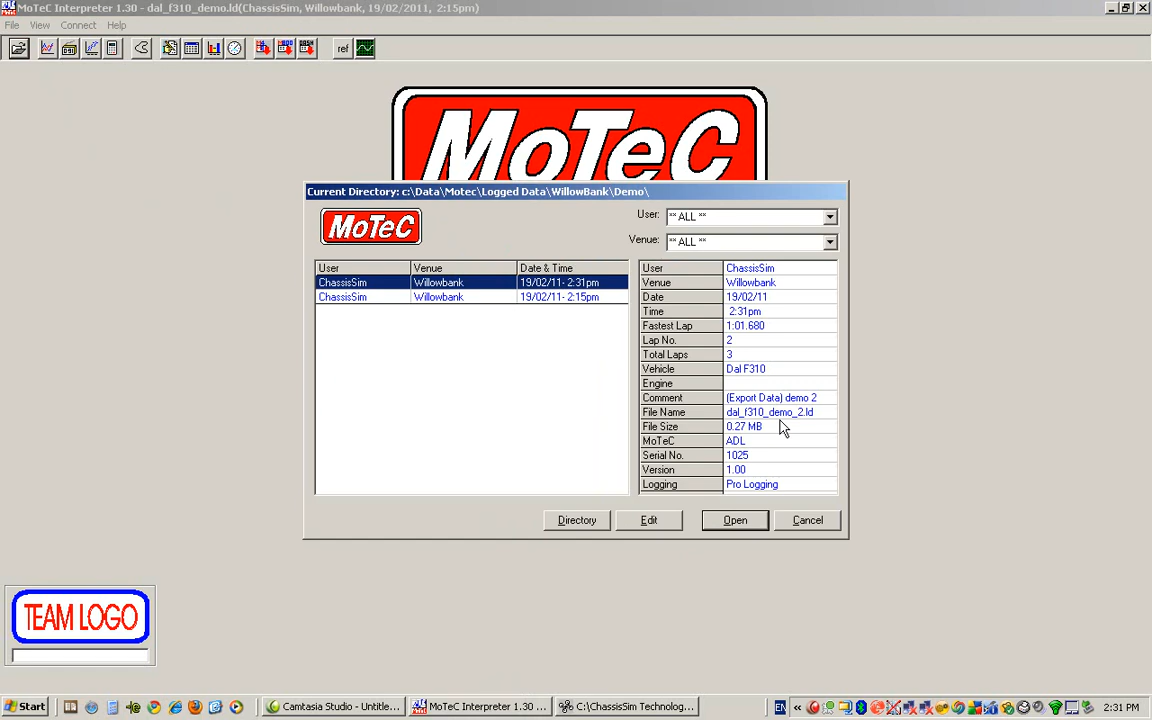 MoTeC Interpreter 1.30 - dal_f310_demo.ld(ChassisSim, Willowbank, 19/02/2011, 2:15pm)
File View Connect Help
ref
MoTeC
Current Directory: c:\Data\Motec\Logged Data\WillowBank\Demo\
MoTeC
User: ** ALL **
Venue: ** ALL **
User Venue Date & Time
ChassisSim Willowbank 19/02/11- 2:31pm
ChassisSim Willowbank 19/02/11- 2:15pm
User ChassisSim
Venue Willowbank
Date 19/02/11
Time 2:31pm
Fastest Lap 1:01.680
Lap No. 2
Total Laps 3
Vehicle Dal F310
Engine
Comment (Export Data) demo 2
File Name dal_f310_demo_2.ld
File Size 0.27 MB
MoTeC ADL
Serial No. 1025
Version 1.00
Logging Pro Logging
Directory Edit Open Cancel
TEAM LOGO
Start Camtasia Studio - Untitle... MoTeC Interpreter 1.30 ... C:\ChassisSim Technolog... EN « 2:31 PM